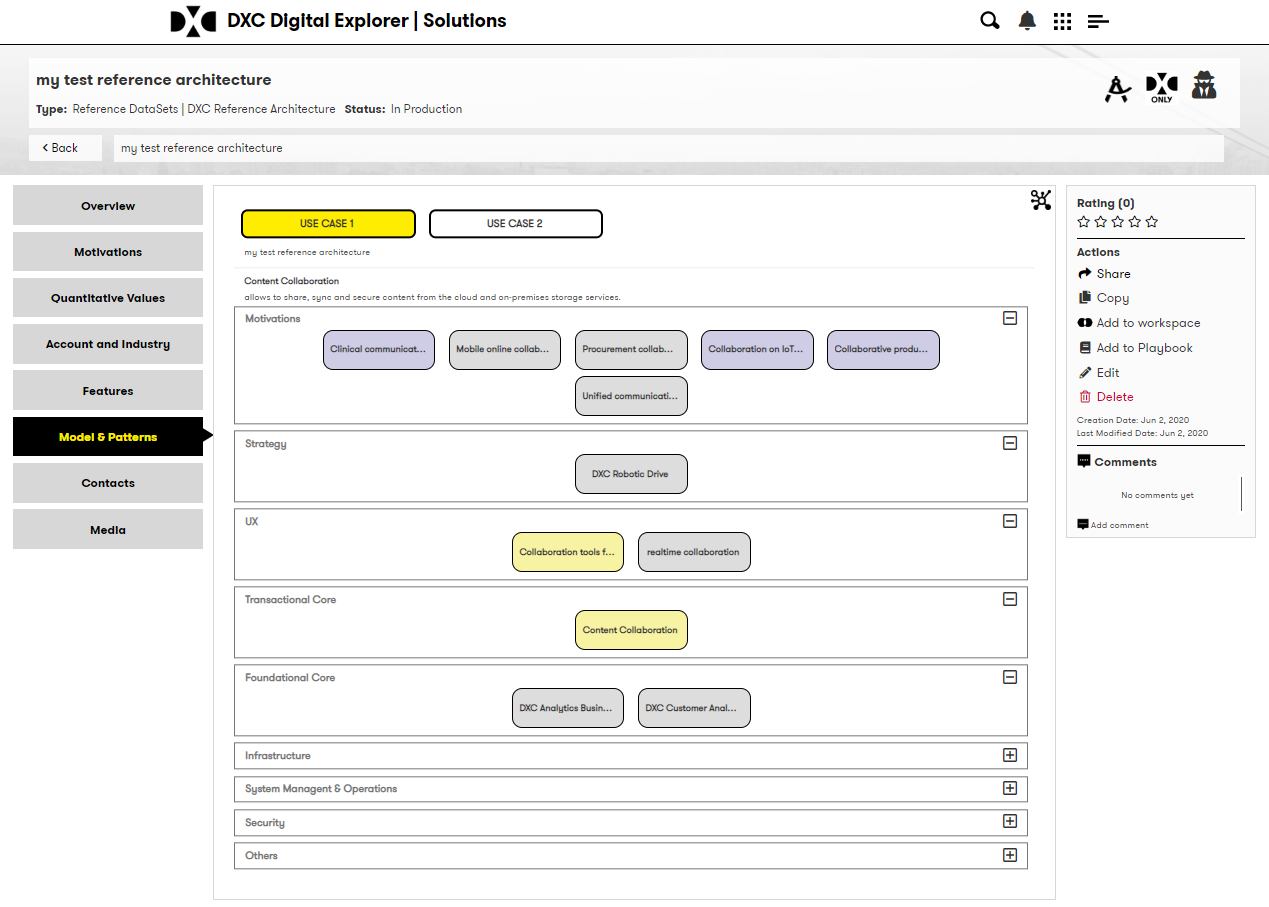 DXC Digital Explorer | Solutions
my test reference architecture
Type: Reference DataSets | DXC Reference Architecture Status: In Production
ONLY
< Back
my test reference architecture
Overview
Motivations
Quantitative Values
Account and Industry
Features
Model & Patterns
Contacts
Media
USE CASE 1
USE CASE 2
my test reference architecture
Content Collaboration
allows to share, sync and secure content from the cloud and on-premises storage services.
Motivations
Clinical communicat...
Mobile online collab...
Procurement collab...
Collaboration on IoT...
Collaborative produ...
Unified communicati...
Strategy
DXC Robotic Drive
UX
Collaboration tools f...
realtime collaboration
Transactional Core
Content Collaboration
Foundational Core
DXC Analytics Busin...
DXC Customer Anal...
Infrastructure
System Managent & Operations
Security
Others
Rating (0)
Actions
Share
Copy
Add to workspace
Add to Playbook
Edit
Delete
Creation Date: Jun 2, 2020
Last Modified Date: Jun 2, 2020
Comments
No comments yet
Add comment